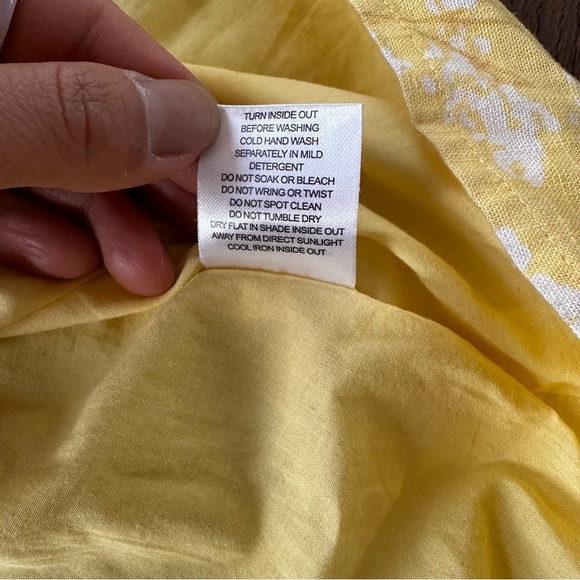 TURN INSIDE OUT
BEFORE WASHING
COLD HAND WASH
SEPARATELY IN MILD
DETERGENT
DO NOT SOAK OR BLEACH
DO NOT WRING OR TWIST
DO NOT SPOT CLEAN
DO NOT TUMBLE DRY
DRY FLAT IN SHADE INSIDE OUT
AWAY FROM DIRECT SUNLIGHT
COOL IRON INSIDE OUT